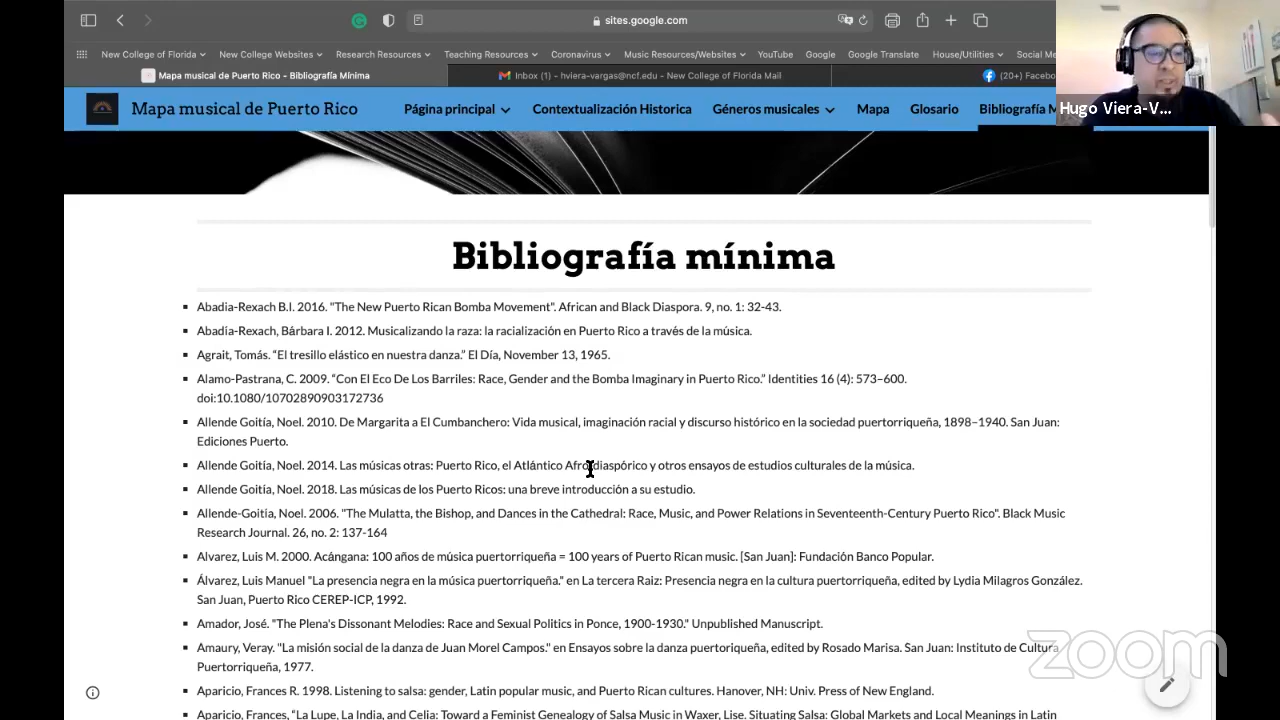 sites.google.com
New College of Florida
New College Websites
Research Resources
Teaching Resources
Coronavirus
Music Resources/Websites
YouTube
Google
Google Translate
House/Utilities
Social Me
Mapa musical de Puerto Rico - Bibliografía Mínima
Inbox (1) - hviera-vargas@ncf.edu - New College of Florida Mail
(20+) Facebo
Hugo Viera-V...
Mapa musical de Puerto Rico
Página principal
Contextualización Historica
Géneros musicales
Mapa
Glosario
Bibliografía M
Bibliografía mínima
Abadia-Rexach B.I. 2016. "The New Puerto Rican Bomba Movement". African and Black Diaspora. 9, no. 1: 32-43.
Abadia-Rexach, Bárbara I. 2012. Musicalizando la raza: la racialización en Puerto Rico a través de la música.
Agrait, Tomás. “El tresillo elástico en nuestra danza.” El Día, November 13, 1965.
Alamo-Pastrana, C. 2009. “Con El Eco De Los Barriles: Race, Gender and the Bomba Imaginary in Puerto Rico.” Identities 16 (4): 573–600.
doi:10.1080/10702890903172736
Allende Goitía, Noel. 2010. De Margarita a El Cumbanchero: Vida musical, imaginación racial y discurso histórico en la sociedad puertorriqueña, 1898–1940. San Juan:
Ediciones Puerto.
Allende Goitía, Noel. 2014. Las músicas otras: Puerto Rico, el Atlántico Afrodiaspórico y otros ensayos de estudios culturales de la música.
Allende Goitía, Noel. 2018. Las músicas de los Puerto Ricos: una breve introducción a su estudio.
Allende-Goitía, Noel. 2006. "The Mulatta, the Bishop, and Dances in the Cathedral: Race, Music, and Power Relations in Seventeenth-Century Puerto Rico". Black Music
Research Journal. 26, no. 2: 137-164
Alvarez, Luis M. 2000. Acángana: 100 años de música puertorriqueña = 100 years of Puerto Rican music. [San Juan]: Fundación Banco Popular.
Álvarez, Luis Manuel "La presencia negra en la música puertorriqueña." en La tercera Raiz: Presencia negra en la cultura puertorriqueña, edited by Lydia Milagros González.
San Juan, Puerto Rico CEREP-ICP, 1992.
Amador, José. "The Plena's Dissonant Melodies: Race and Sexual Politics in Ponce, 1900-1930." Unpublished Manuscript.
Amaury, Veray. "La misión social de la danza de Juan Morel Campos." en Ensayos sobre la danza puertoriqueña, edited by Rosado Marisa. San Juan: Instituto de Cultura
Puertorriqueña, 1977.
Aparicio, Frances R. 1998. Listening to salsa: gender, Latin popular music, and Puerto Rican cultures. Hanover, NH: Univ. Press of New England.
Aparicio, Frances, “La Lupe, La India, and Celia: Toward a Feminist Genealogy of Salsa Music in Waxer, Lise. Situating Salsa: Global Markets and Local Meanings in Latin
zoom